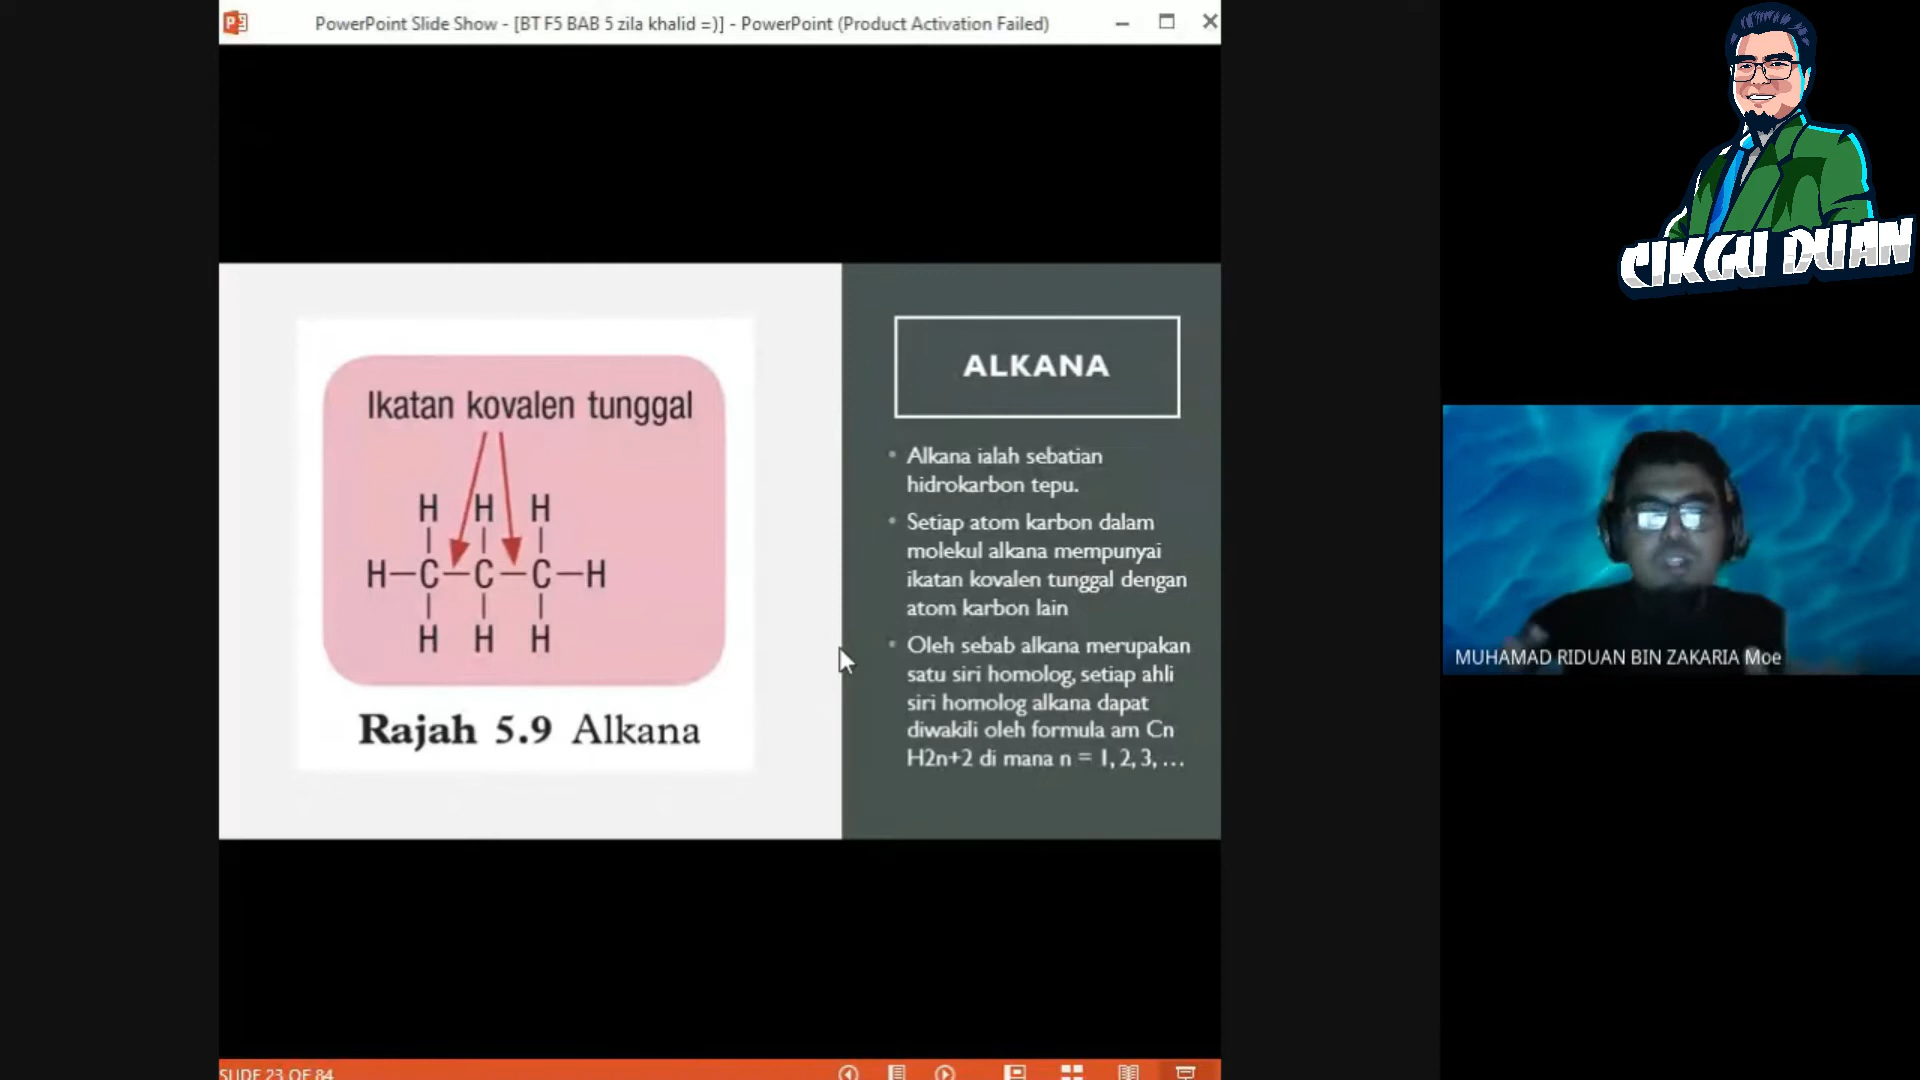 PowerPoint Slide Show - [BT F5 BAB 5 zila khalid =)] - PowerPoint (Product Activation Failed)
CIKGU DUAN
Ikatan kovalen tunggal
H H H
H C C C H
H H H
Rajah 5.9 Alkana
ALKANA
• Alkana ialah sebatian
hidrokarbon tepu.
• Setiap atom karbon dalam
molekul alkana mempunyai
ikatan kovalen tunggal dengan
atom karbon lain
• Oleh sebab alkana merupakan
satu siri homolog, setiap ahli
siri homolog alkana dapat
diwakili oleh formula am Cn
H2n+2 di mana n = 1, 2, 3, ...
MUHAMAD RIDUAN BIN ZAKARIA Moe
SLIDE 23 OF 84